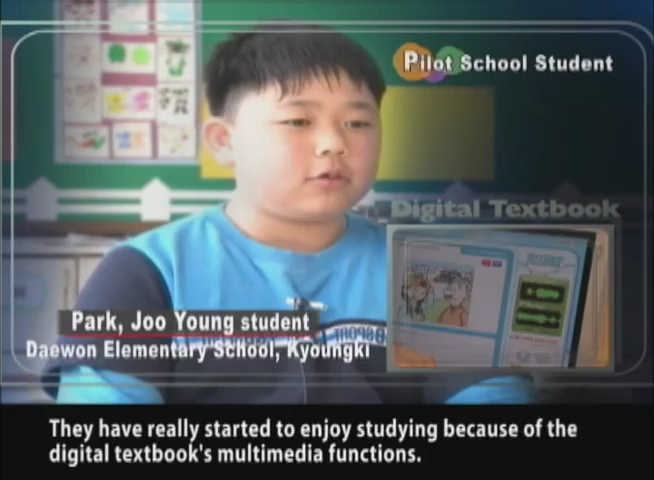 Pilot School Student
Digital Textbook
Park, Joo Young student
Daewon Elementary School, Kyoungki
They have really started to enjoy studying because of the
digital textbook's multimedia functions.